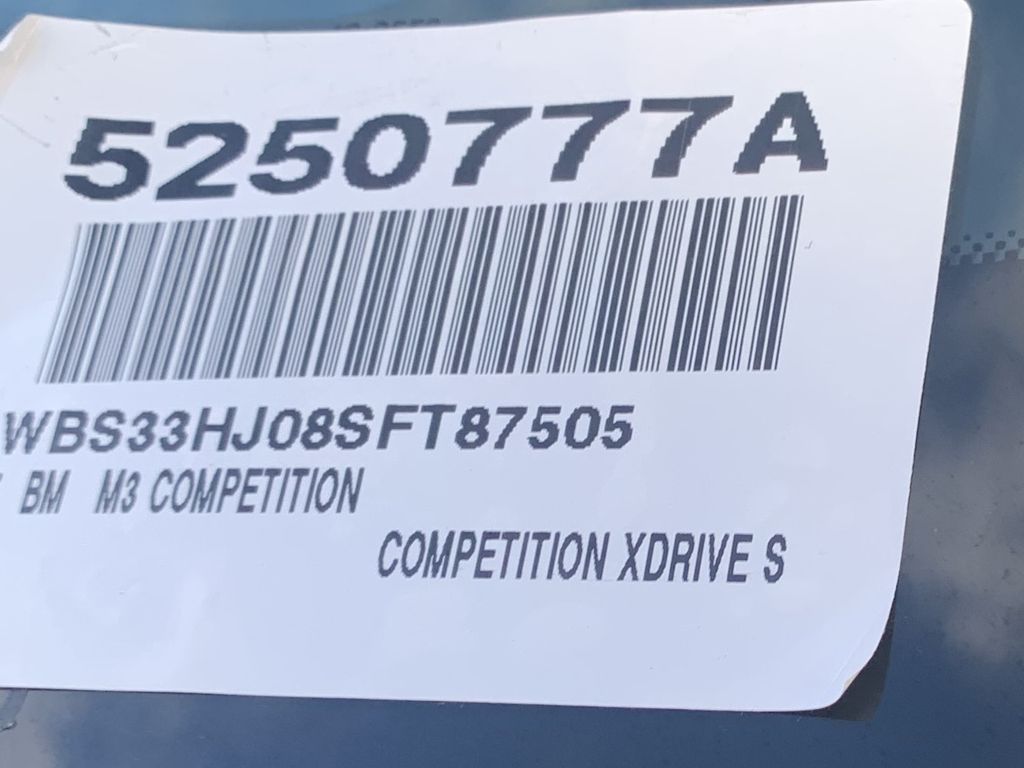 5250777A
WBS33HJ08SFT87505
BM M3 COMPETITION
COMPETITION XDRIVE S